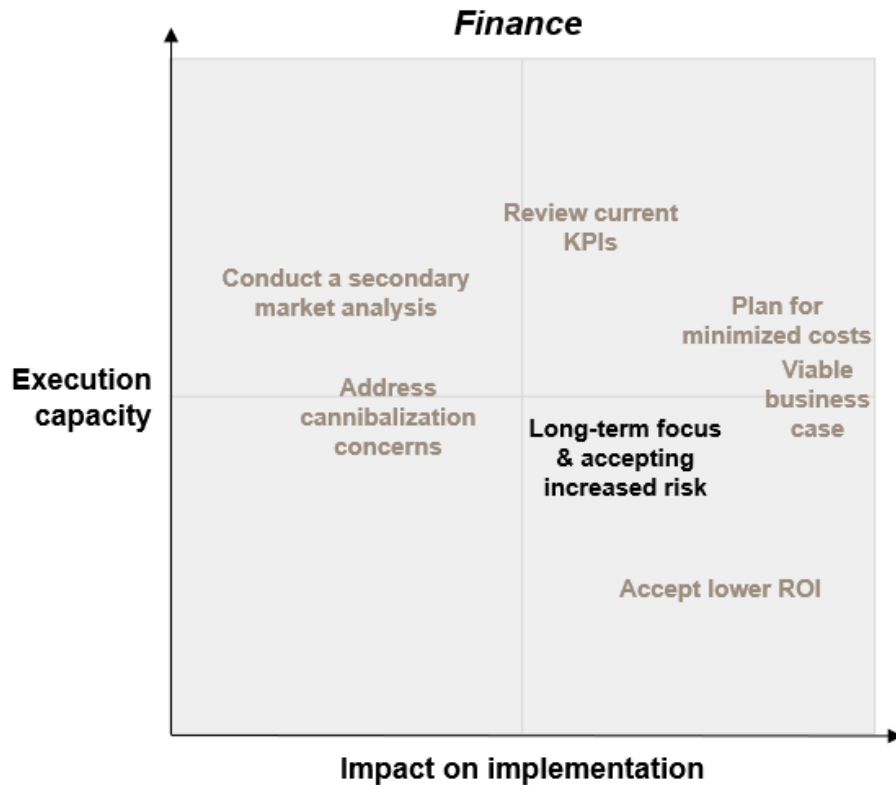 Finance
Review current
KPIs
Conduct a secondary
market analysis
Plan for
minimized costs
Execution
capacity
Address
cannibalization
concerns
Viable
business
case
Long-term focus
& accepting
increased risk
Accept lower ROI
Impact on implementation